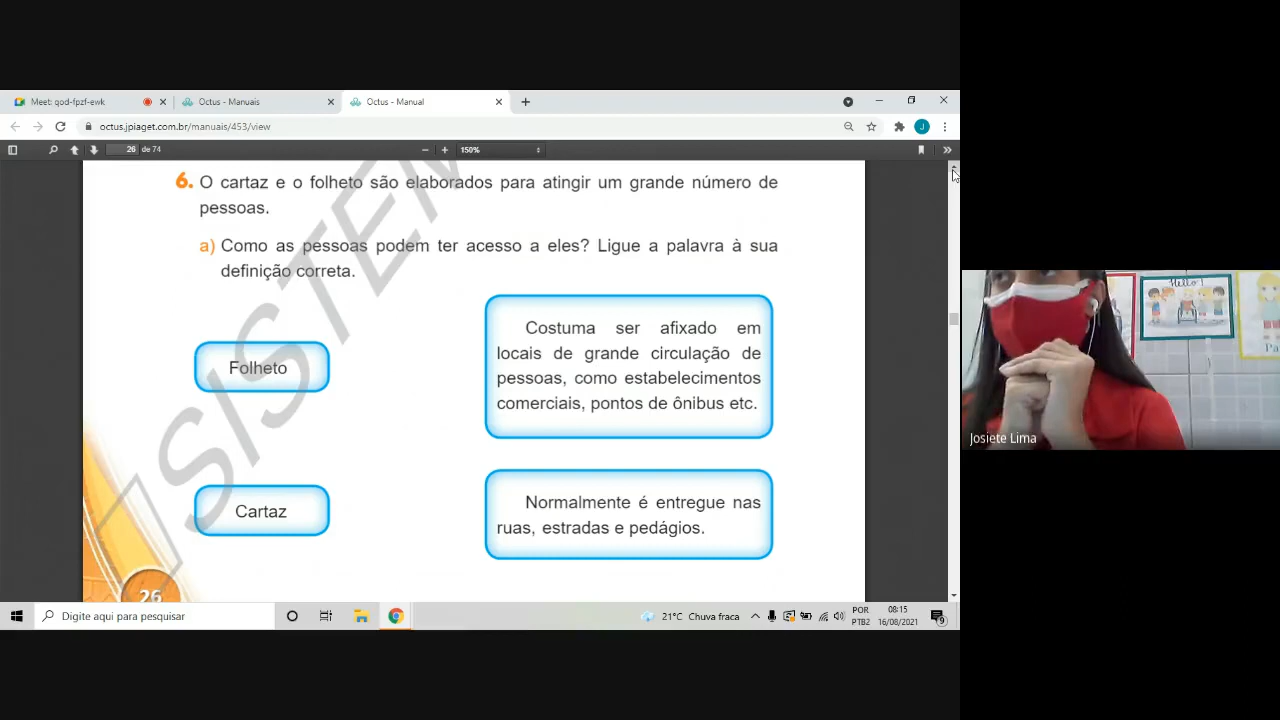 Meet: qod-fpzf-ewk
Octus - Manuais
Octus - Manual
octus.jpiaget.com.br/manuais/453/view
26 de 74
150%
6. O cartaz e o folheto são elaborados para atingir um grande número de
pessoas.
a) Como as pessoas podem ter acesso a eles? Ligue a palavra à sua
definição correta.
Folheto
Costuma ser afixado em
locais de grande circulação de
pessoas, como estabelecimentos
comerciais, pontos de ônibus etc.
Cartaz
Normalmente é entregue nas
ruas, estradas e pedágios.
SISTEM
26
Hello!
Pa
Josiete Lima
Digite aqui para pesquisar
21°C Chuva fraca
POR
PTB2
08:15
16/08/2021
9
J